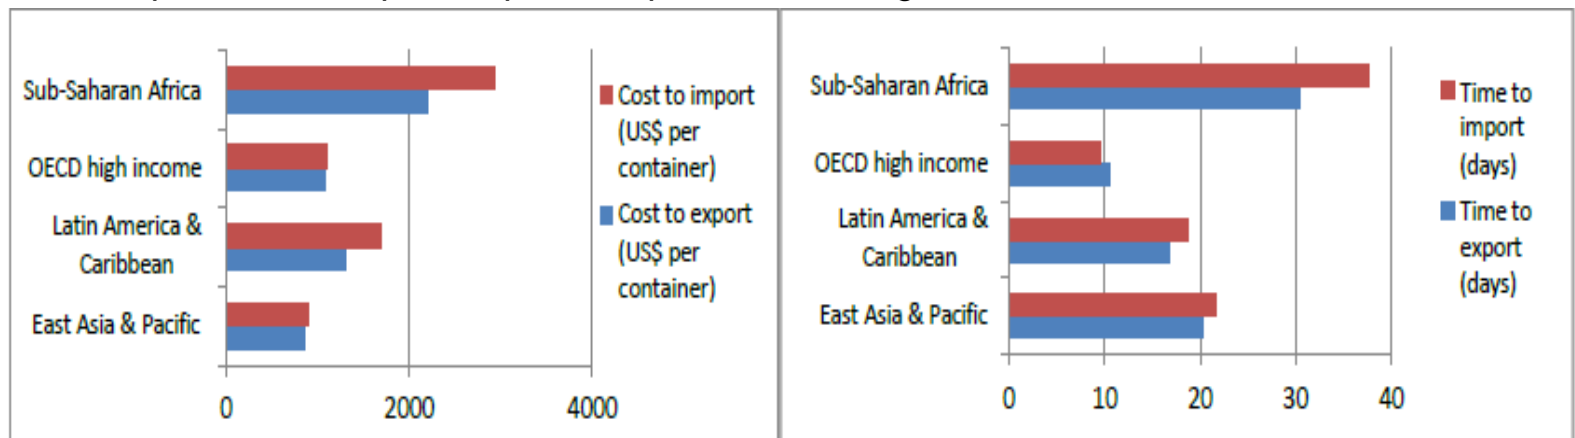 Sub-Saharan Africa
OECD high income
Latin America &
Caribbean
East Asia & Pacific
0
2000
4000
Cost to import
(US$ per
container)
Cost to export
(US$ per
container)
Sub-Saharan Africa
OECD high income
Latin America &
Caribbean
East Asia & Pacific
0
10
20
30
40
Time to
import
(days)
Time to
export
(days)